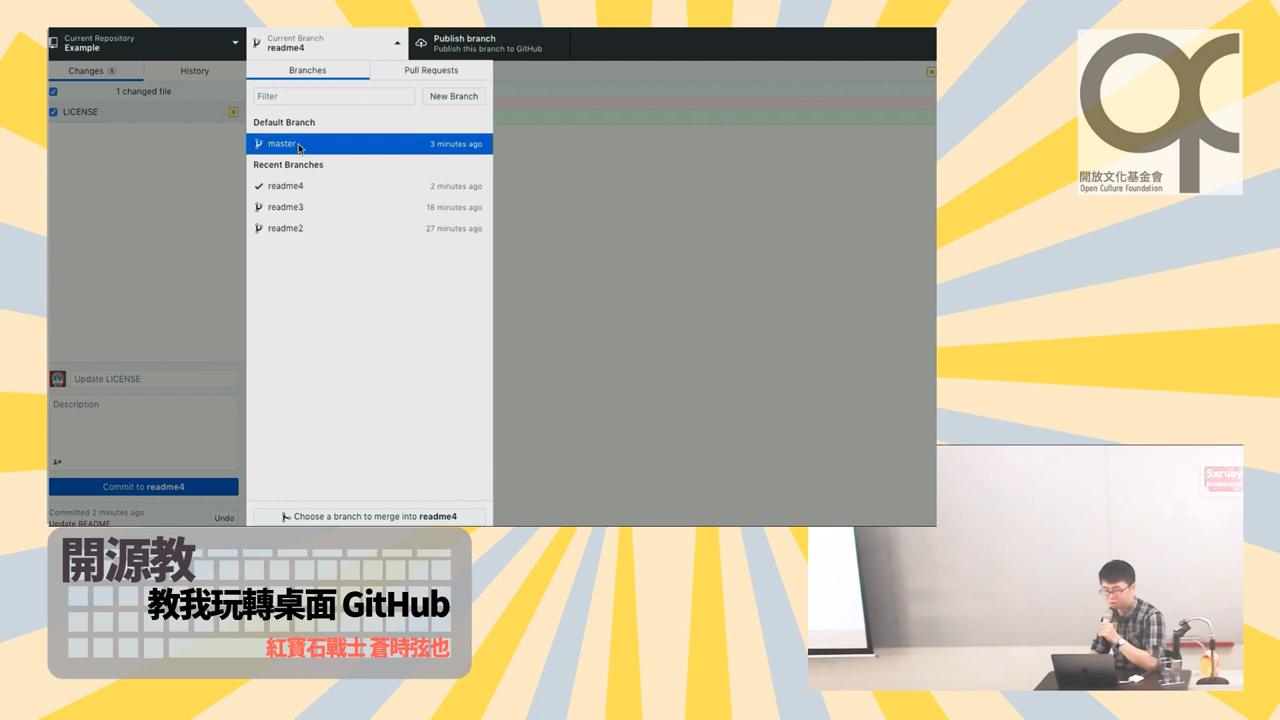 Current Repository
Example
Current Branch
readme4
Publish branch
Publish this branch to GitHub
Changes 1
History
Branches
Pull Requests
1 changed file
Filter
New Branch
LICENSE
Default Branch
master
3 minutes ago
Recent Branches
readme4
2 minutes ago
readme3
18 minutes ago
readme2
27 minutes ago
Update LICENSE
Description
Commit to readme4
Committed 2 minutes ago
Update README
Undo
Choose a branch to merge into readme4
開放文化基金會
Open Culture Foundation
5xruby
開源教
教我玩轉桌面 GitHub
紅寶石戰士 蒼時弦也